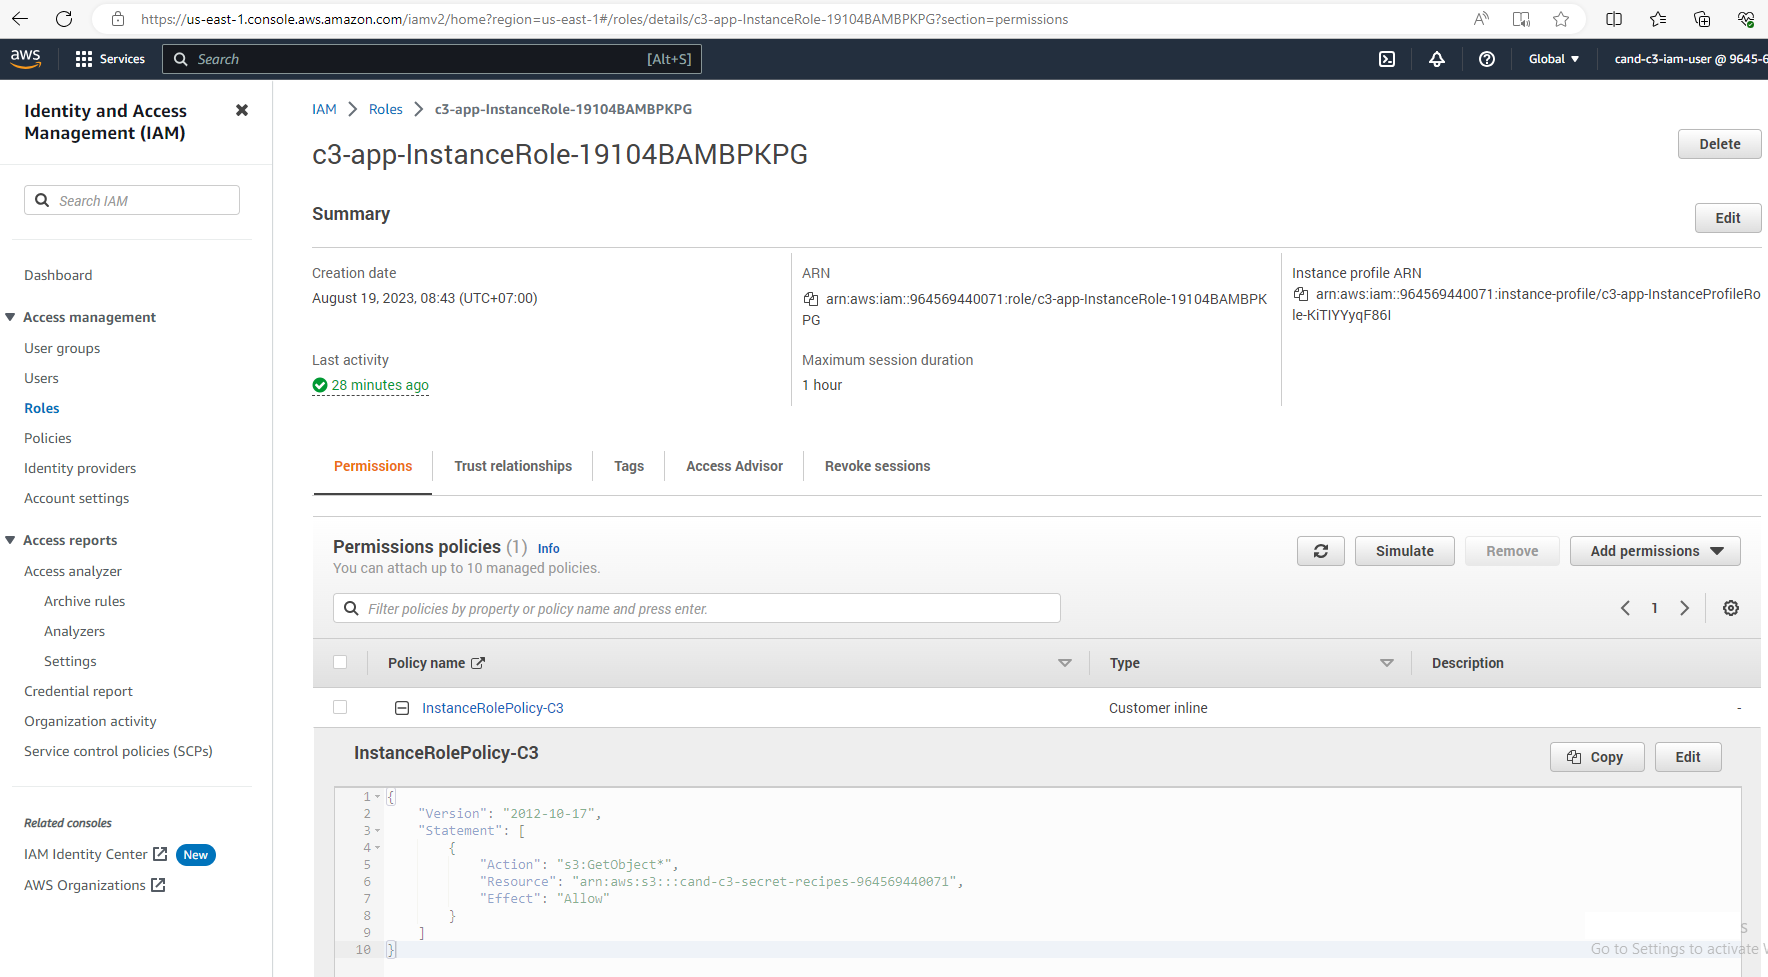 https://us-east-1.console.aws.amazon.com/iamv2/home?region=us-east-1#/roles/details/c3-app-InstanceRole-19104BAMBPKPG?section=permissions
aws
Services
Search
[Alt+S]
Global
cand-c3-iam-user @ 9645-6
Identity and Access
Management (IAM)
Search IAM
Dashboard
Access management
User groups
Users
Roles
Policies
Identity providers
Account settings
Access reports
Access analyzer
Archive rules
Analyzers
Settings
Credential report
Organization activity
Service control policies (SCPs)
Related consoles
IAM Identity Center New
AWS Organizations
IAM > Roles > c3-app-InstanceRole-19104BAMBPKPG
c3-app-InstanceRole-19104BAMBPKPG
Delete
Summary
Edit
Creation date
August 19, 2023, 08:43 (UTC+07:00)
Last activity
28 minutes ago
ARN
arn:aws:iam::964569440071:role/c3-app-InstanceRole-19104BAMBPK
PG
Maximum session duration
1 hour
Instance profile ARN
arn:aws:iam::964569440071:instance-profile/c3-app-InstanceProfileRo
le-KiTIYYyqF86I
Permissions
Trust relationships
Tags
Access Advisor
Revoke sessions
Permissions policies (1) Info
You can attach up to 10 managed policies.
Simulate
Remove
Add permissions
Filter policies by property or policy name and press enter.
1
Policy name
Type
Description
InstanceRolePolicy-C3
Customer inline
-
InstanceRolePolicy-C3
Copy
Edit
1 {
2 "Version": "2012-10-17",
3 "Statement": [
4 {
5 "Action": "s3:GetObject*",
6 "Resource": "arn:aws:s3:::cand-c3-secret-recipes-964569440071",
7 "Effect": "Allow"
8 }
9 ]
10 }
s
Go to Settings to activate W